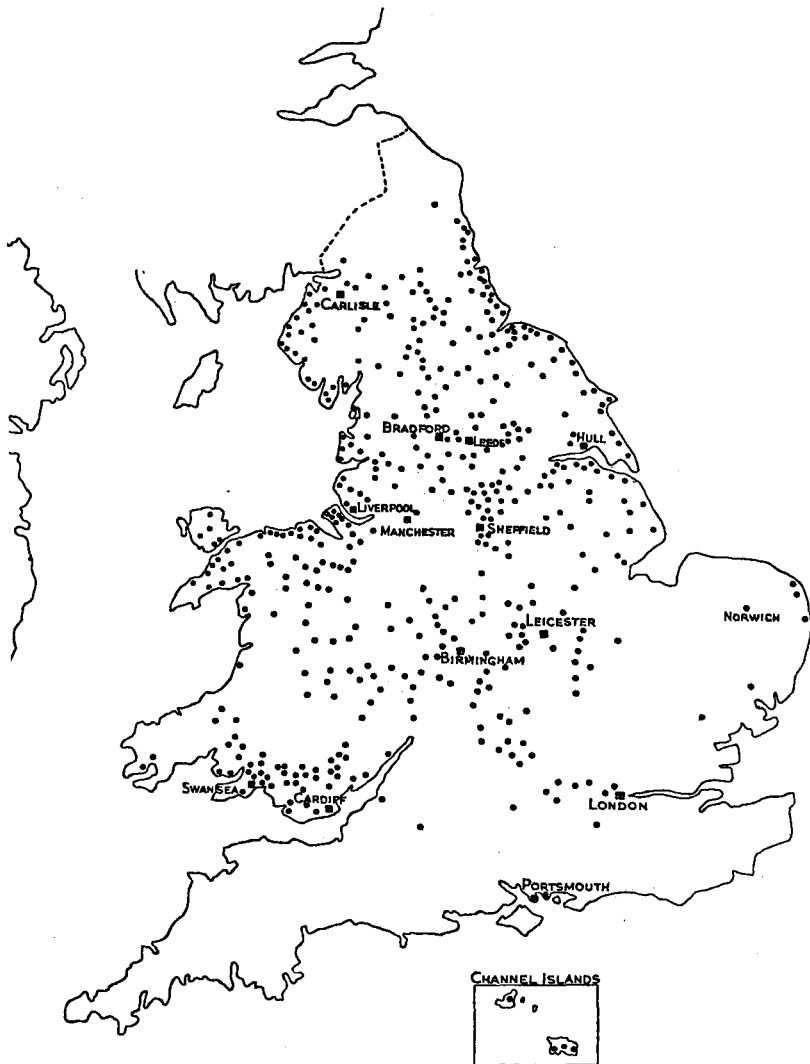 CARLISLE
BRADFORD
LEEDS
HULL
LIVERPOOL
MANCHESTER
SHEFFIELD
NORWICH
LEICESTER
BIRMINGHAM
SWANSEA
CARDIFF
LONDON
PORTSMOUTH
CHANNEL ISLANDS